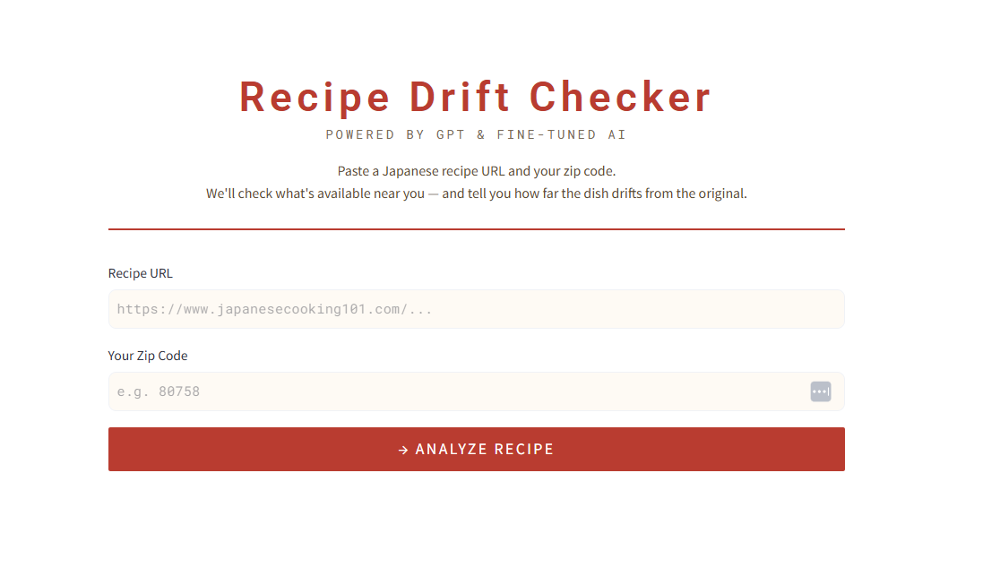 Recipe Drift Checker
POWERED BY GPT & FINE-TUNED AI
Paste a Japanese recipe URL and your zip code.
We'll check what's available near you — and tell you how far the dish drifts from the original.
Recipe URL
https://www.japanesecooking101.com/...
Your Zip Code
e.g. 80758
→ ANALYZE RECIPE